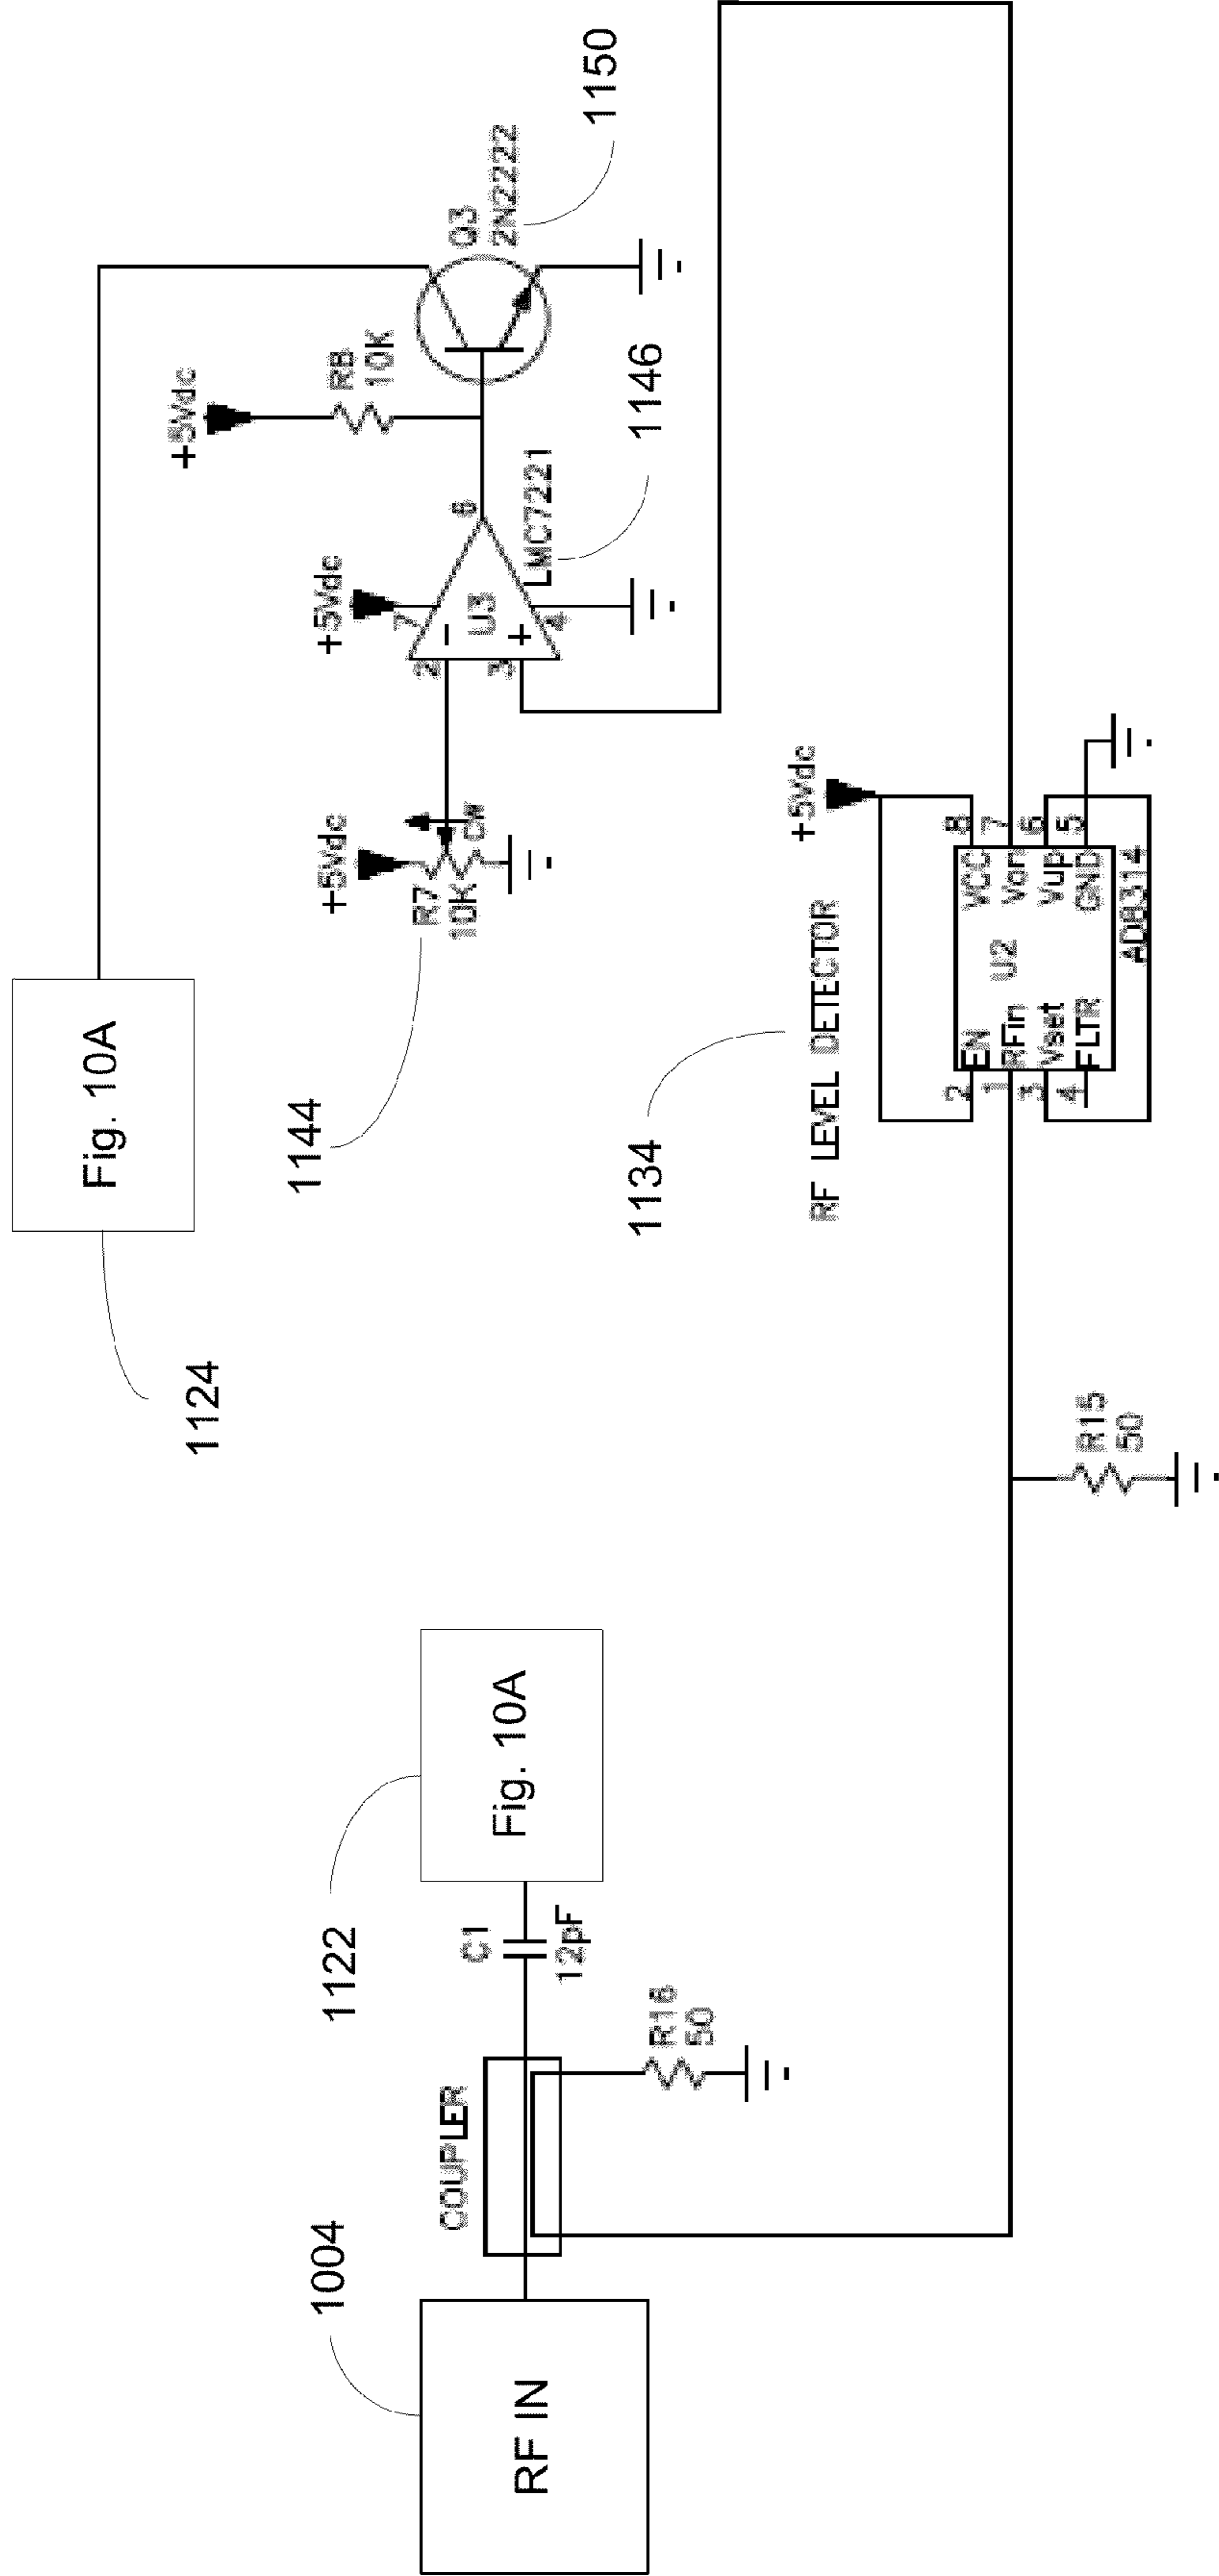 RF IN
1004
COUPLER
R16
50
C1
12pF
1122
Fig. 10A
1124
Fig. 10A
R15
50
1134
RF LEVEL DETECTOR
+5Vdc
2
EN
1
RFin
3
Vset
4
FLTR
U2
VCC
8
Von
7
Vup
6
GND
5
AD8314
1144
+5Vdc
R7
10K
CW
+5Vdc
2
3
7
4
-
+
U3
LMC7221
6
1146
+5Vdc
R8
10K
Q3
2N2222
1150